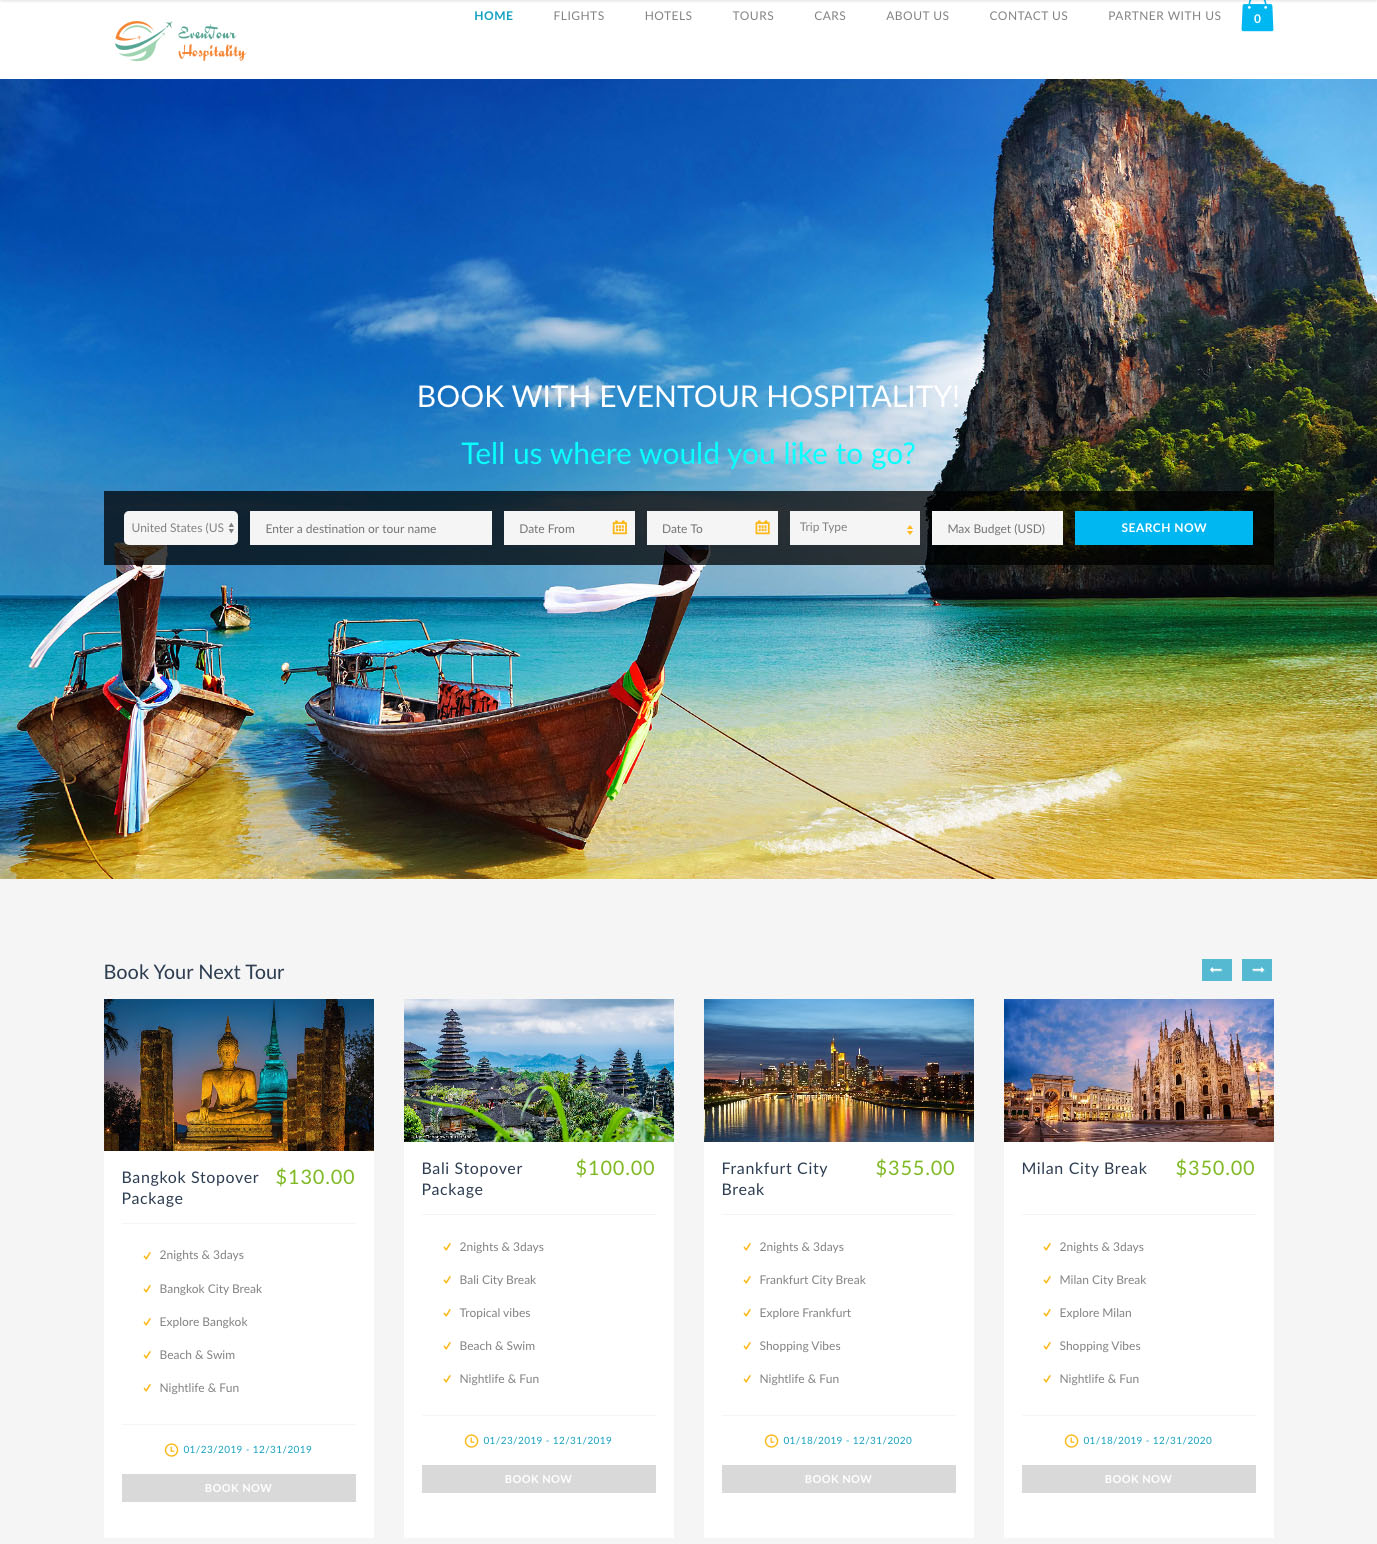 EvenTour
Hospitality
HOME FLIGHTS HOTELS TOURS CARS ABOUT US CONTACT US PARTNER WITH US 0
BOOK WITH EVENTOUR HOSPITALITY!
Tell us where would you like to go?
United States (US Enter a destination or tour name Date From Date To Trip Type Max Budget (USD) SEARCH NOW
Book Your Next Tour
Bangkok Stopover $130.00
Package
2nights & 3days
Bangkok City Break
Explore Bangkok
Beach & Swim
Nightlife & Fun
01/23/2019 - 12/31/2019
BOOK NOW
Bali Stopover $100.00
Package
2nights & 3days
Bali City Break
Tropical vibes
Beach & Swim
Nightlife & Fun
01/23/2019 - 12/31/2019
BOOK NOW
Frankfurt City $355.00
Break
2nights & 3days
Frankfurt City Break
Explore Frankfurt
Shopping Vibes
Nightlife & Fun
01/18/2019 - 12/31/2020
BOOK NOW
Milan City Break $350.00
2nights & 3days
Milan City Break
Explore Milan
Shopping Vibes
Nightlife & Fun
01/18/2019 - 12/31/2020
BOOK NOW